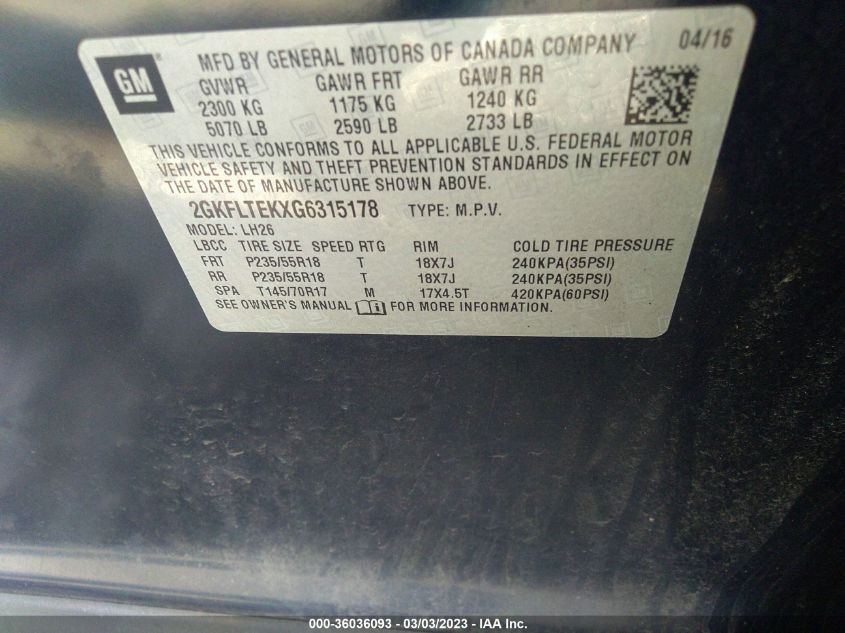 GM ® MFD BY GENERAL MOTORS OF CANADA COMPANY 04/16
GVWR GAWR FRT GAWR RR
2300 KG 1175 KG 1240 KG
5070 LB 2590 LB 2733 LB
THIS VEHICLE CONFORMS TO ALL APPLICABLE U.S. FEDERAL MOTOR
VEHICLE SAFETY AND THEFT PREVENTION STANDARDS IN EFFECT ON
THE DATE OF MANUFACTURE SHOWN ABOVE.
2GKFLTEKXG6315178 TYPE: M.P.V.
MODEL: LH26
LBCC TIRE SIZE SPEED RTG RIM COLD TIRE PRESSURE
FRT P235/55R18 T 18X7J 240KPA(35PSI)
RR P235/55R18 T 18X7J 240KPA(35PSI)
SPA T145/70R17 M 17X4.5T 420KPA(60PSI)
SEE OWNER'S MANUAL FOR MORE INFORMATION.
000-36036093 - 03/03/2023 - IAA Inc.